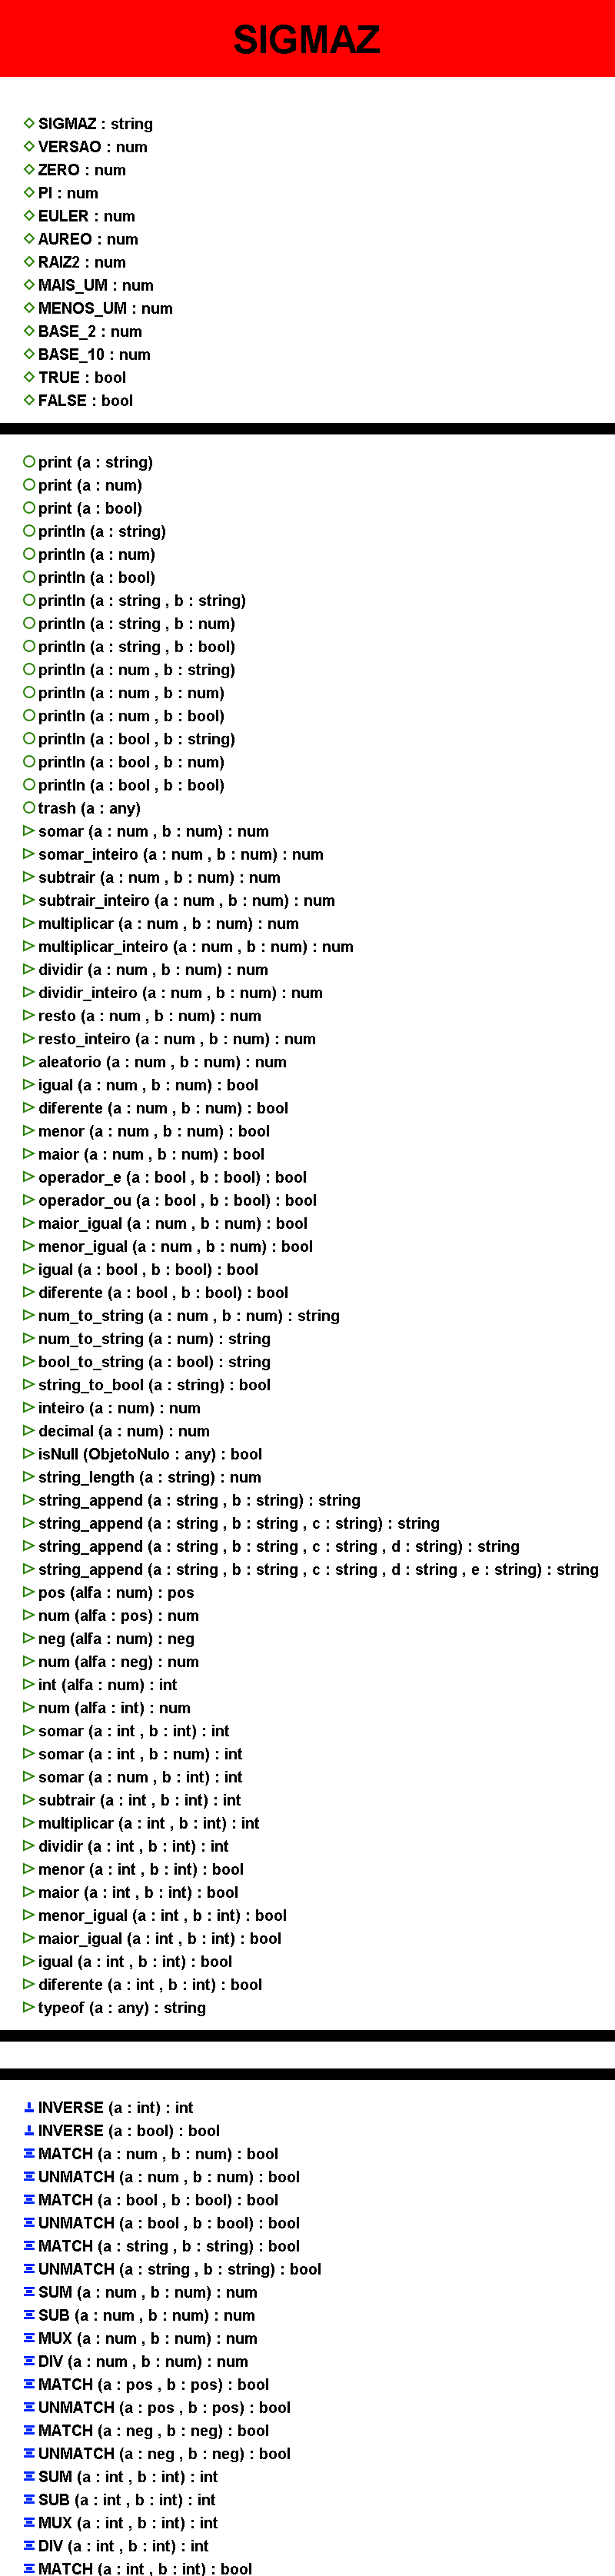 SIGMAZ
SIGMAZ : string
VERSAO : num
ZERO : num
PI : num
EULER : num
AUREO : num
RAIZ2 : num
MAIS_UM : num
MENOS_UM : num
BASE_2 : num
BASE_10 : num
TRUE : bool
FALSE : bool
print (a : string)
print (a : num)
print (a : bool)
println (a : string)
println (a : num)
println (a : bool)
println (a : string , b : string)
println (a : string , b : num)
println (a : string , b : bool)
println (a : num , b : string)
println (a : num , b : num)
println (a : num , b : bool)
println (a : bool , b : string)
println (a : bool , b : num)
println (a : bool , b : bool)
trash (a : any)
somar (a : num , b : num) : num
somar_inteiro (a : num , b : num) : num
subtrair (a : num , b : num) : num
subtrair_inteiro (a : num , b : num) : num
multiplicar (a : num , b : num) : num
multiplicar_inteiro (a : num , b : num) : num
dividir (a : num , b : num) : num
dividir_inteiro (a : num , b : num) : num
resto (a : num , b : num) : num
resto_inteiro (a : num , b : num) : num
aleatorio (a : num , b : num) : num
igual (a : num , b : num) : bool
diferente (a : num , b : num) : bool
menor (a : num , b : num) : bool
maior (a : num , b : num) : bool
operador_e (a : bool , b : bool) : bool
operador_ou (a : bool , b : bool) : bool
maior_igual (a : num , b : num) : bool
menor_igual (a : num , b : num) : bool
igual (a : bool , b : bool) : bool
diferente (a : bool , b : bool) : bool
num_to_string (a : num , b : num) : string
num_to_string (a : num) : string
bool_to_string (a : bool) : string
string_to_bool (a : string) : bool
inteiro (a : num) : num
decimal (a : num) : num
isNull (ObjetoNulo : any) : bool
string_length (a : string) : num
string_append (a : string , b : string) : string
string_append (a : string , b : string , c : string) : string
string_append (a : string , b : string , c : string , d : string) : string
string_append (a : string , b : string , c : string , d : string , e : string) : string
pos (alfa : num) : pos
num (alfa : pos) : num
neg (alfa : num) : neg
num (alfa : neg) : num
int (alfa : num) : int
num (alfa : int) : num
somar (a : int , b : int) : int
somar (a : int , b : num) : int
somar (a : num , b : int) : int
subtrair (a : int , b : int) : int
multiplicar (a : int , b : int) : int
dividir (a : int , b : int) : int
menor (a : int , b : int) : bool
maior (a : int , b : int) : bool
menor_igual (a : int , b : int) : bool
maior_igual (a : int , b : int) : bool
igual (a : int , b : int) : bool
diferente (a : int , b : int) : bool
typeof (a : any) : string
INVERSE (a : int) : int
INVERSE (a : bool) : bool
MATCH (a : num , b : num) : bool
UNMATCH (a : num , b : num) : bool
MATCH (a : bool , b : bool) : bool
UNMATCH (a : bool , b : bool) : bool
MATCH (a : string , b : string) : bool
UNMATCH (a : string , b : string) : bool
SUM (a : num , b : num) : num
SUB (a : num , b : num) : num
MUX (a : num , b : num) : num
DIV (a : num , b : num) : num
MATCH (a : pos , b : pos) : bool
UNMATCH (a : pos , b : pos) : bool
MATCH (a : neg , b : neg) : bool
UNMATCH (a : neg , b : neg) : bool
SUM (a : int , b : int) : int
SUB (a : int , b : int) : int
MUX (a : int , b : int) : int
DIV (a : int , b : int) : int
MATCH (a : int , b : int) : bool